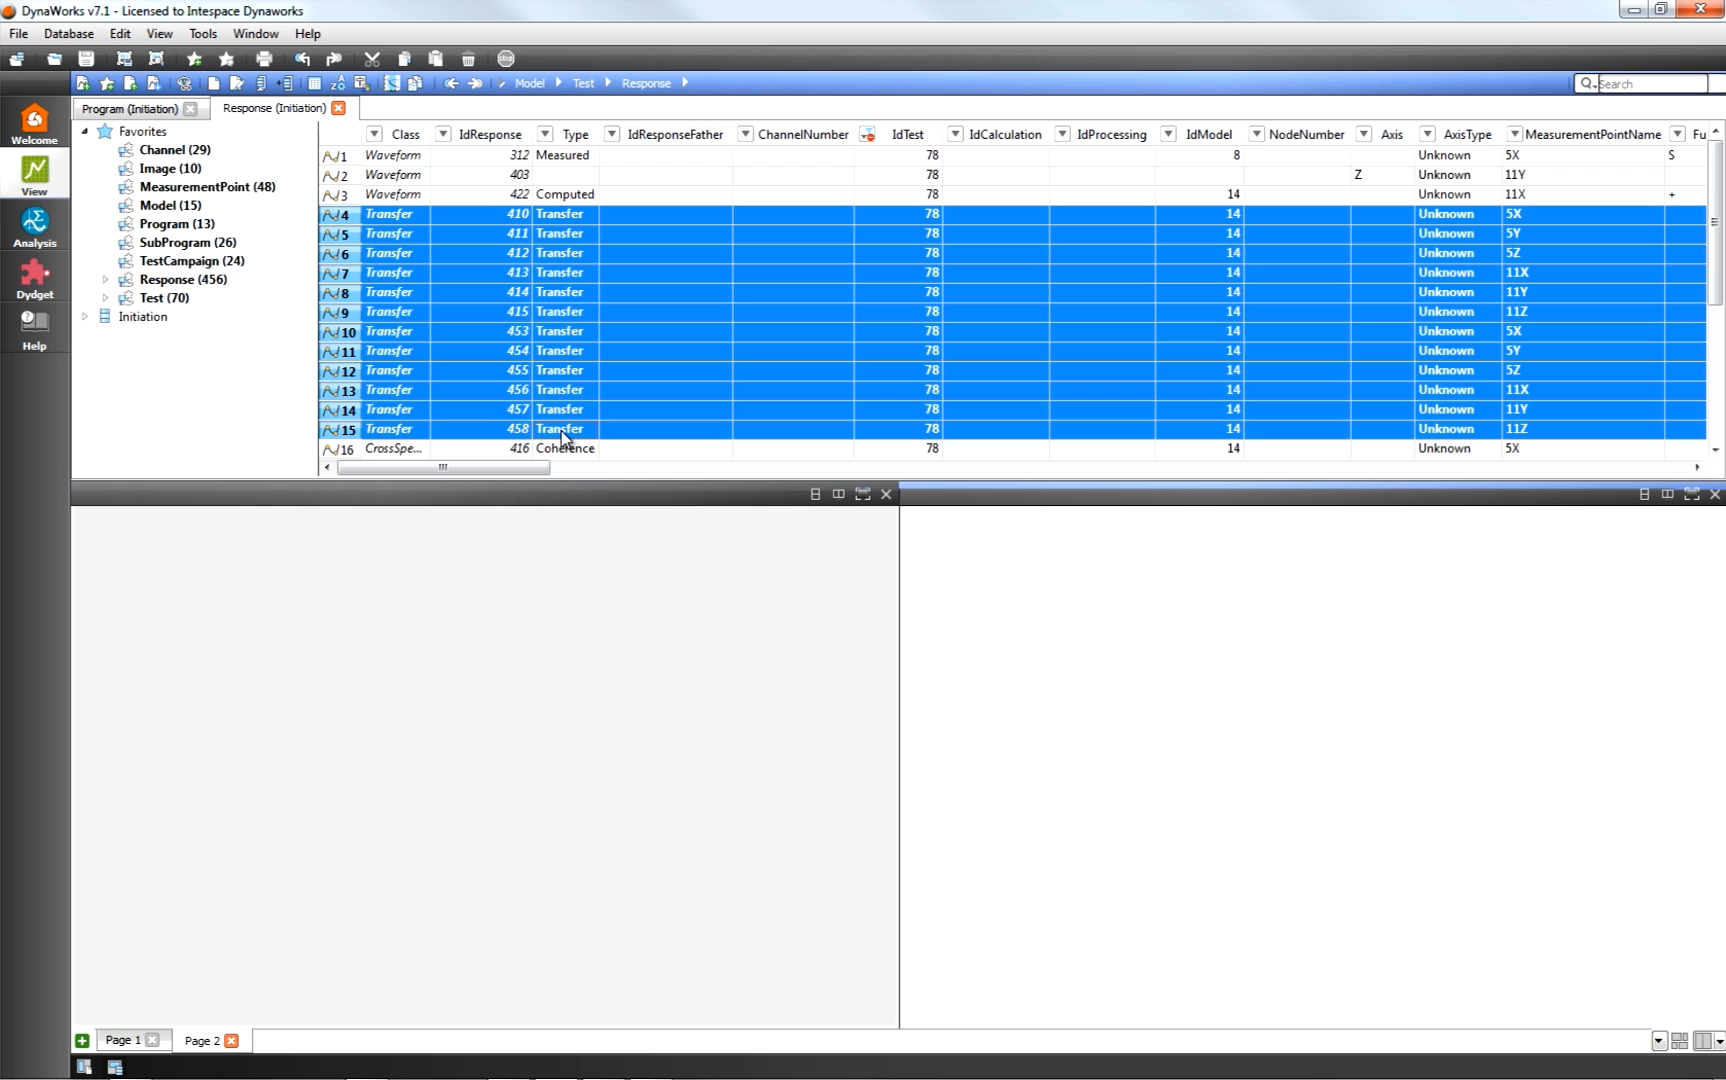 DynaWorks v7.1 - Licensed to Intespace Dynaworks
File Database Edit View Tools Window Help
stop
Model Test Response Search
Program (Initiation) Response (Initiation)
Welcome
View
Analysis
Dydget
Help
Favorites
Channel (29)
Image (10)
MeasurementPoint (48)
Model (15)
Program (13)
SubProgram (26)
TestCampaign (24)
Response (456)
Test (70)
Initiation
Class IdResponse Type IdResponseFather ChannelNumber IdTest IdCalculation IdProcessing IdModel NodeNumber Axis AxisType MeasurementPointName Fu
1 Waveform 312 Measured 78 8 Unknown 5X S
2 Waveform 403 78 Z Unknown 11Y
3 Waveform 422 Computed 78 14 Unknown 11X +
4 Transfer 410 Transfer 78 14 Unknown 5X
5 Transfer 411 Transfer 78 14 Unknown 5Y
6 Transfer 412 Transfer 78 14 Unknown 5Z
7 Transfer 413 Transfer 78 14 Unknown 11X
8 Transfer 414 Transfer 78 14 Unknown 11Y
9 Transfer 415 Transfer 78 14 Unknown 11Z
10 Transfer 453 Transfer 78 14 Unknown 5X
11 Transfer 454 Transfer 78 14 Unknown 5Y
12 Transfer 455 Transfer 78 14 Unknown 5Z
13 Transfer 456 Transfer 78 14 Unknown 11X
14 Transfer 457 Transfer 78 14 Unknown 11Y
15 Transfer 458 Transfer 78 14 Unknown 11Z
16 CrossSpe... 416 Coherence 78 14 Unknown 5X
Page 1 Page 2